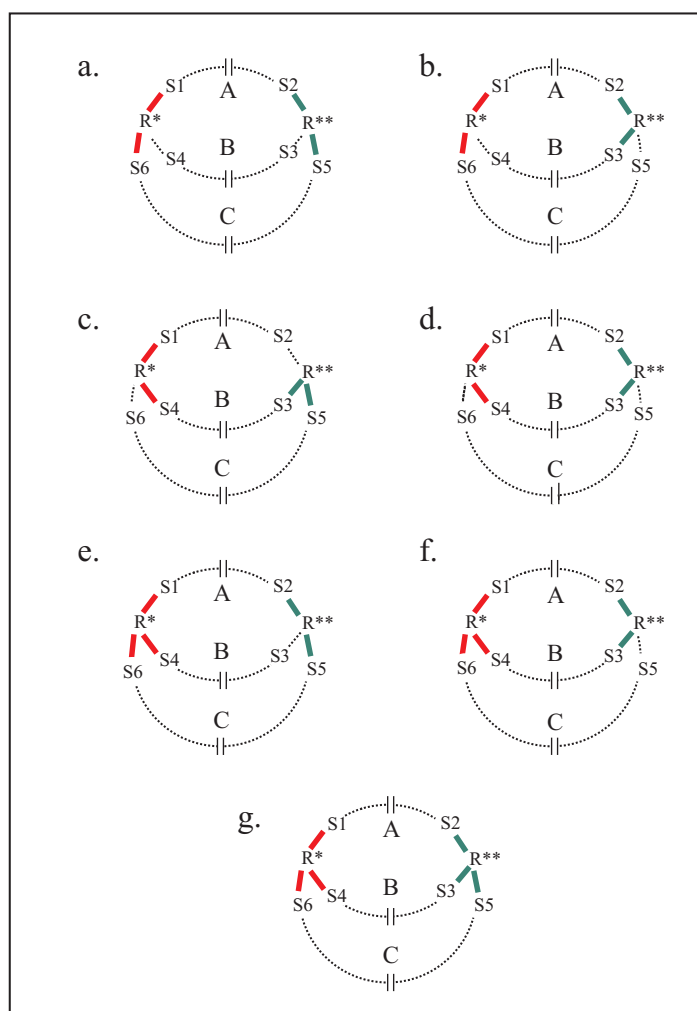 a.
S1 S2
A
R* R**
B
S4 S3
S6 S5
C
b.
S1 S2
A
R* R**
B
S4 S3
S6 S5
C
c.
S1 S2
A
R* R**
B
S4 S3
S6 S5
C
d.
S1 S2
A
R* R**
B
S4 S3
S6 S5
C
e.
S1 S2
A
R* R**
B
S4 S3
S6 S5
C
f.
S1 S2
A
R* R**
B
S4 S3
S6 S5
C
g.
S1 S2
A
R* R**
B
S4 S3
S6 S5
C